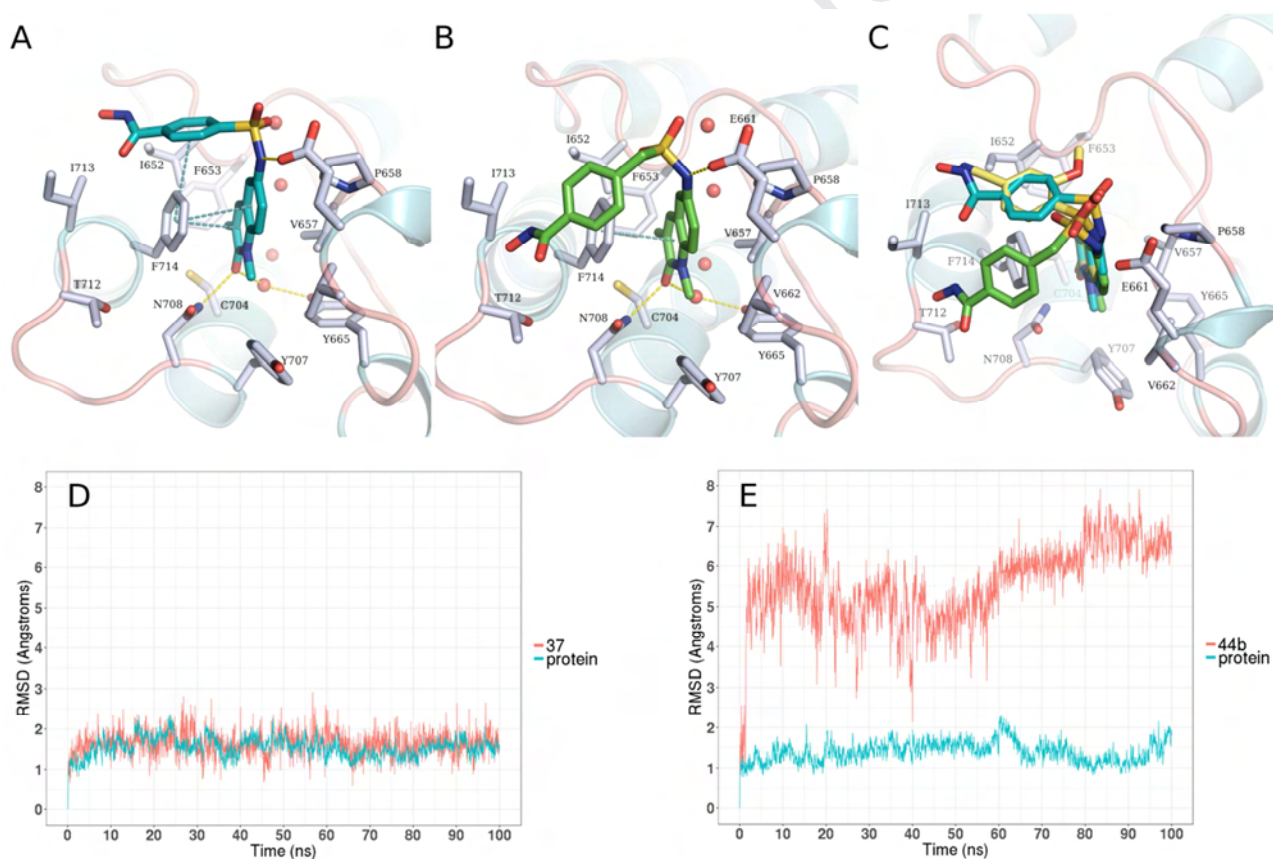 A
I652
F653
I713
P658
V657
F714
T712
N708
C704
Y665
Y707
B
E661
I652
F653
I713
P658
V657
F714
T712
V662
N708
C704
Y665
Y707
C
F653
I652
I713
P658
V657
F714
C704
E661
Y665
T712
N708
Y707
V662
D
RMSD (Angstroms)
8
7
6
5
4
3
2
1
0
0 10 20 30 40 50 60 70 80 90 100
Time (ns)
37
protein
E
RMSD (Angstroms)
8
7
6
5
4
3
2
1
0
0 10 20 30 40 50 60 70 80 90 100
Time (ns)
44b
protein